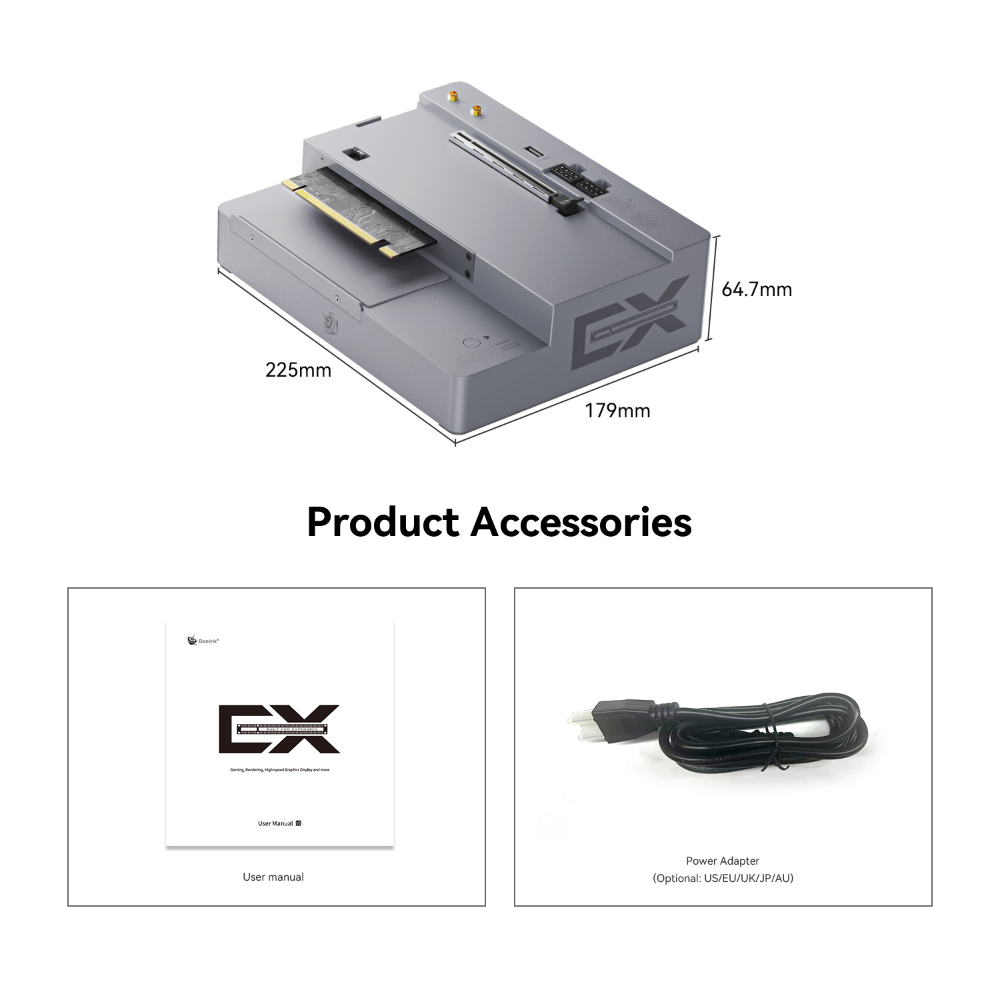 64.7mm
225mm
179mm
Product Accessories
Beelink®
EX
BUILT FOR EXPANSION
Gaming, Rendering, High-speed Graphics Display and more
User Manual V1
User manual
Power Adapter
(Optional: US/EU/UK/JP/AU)